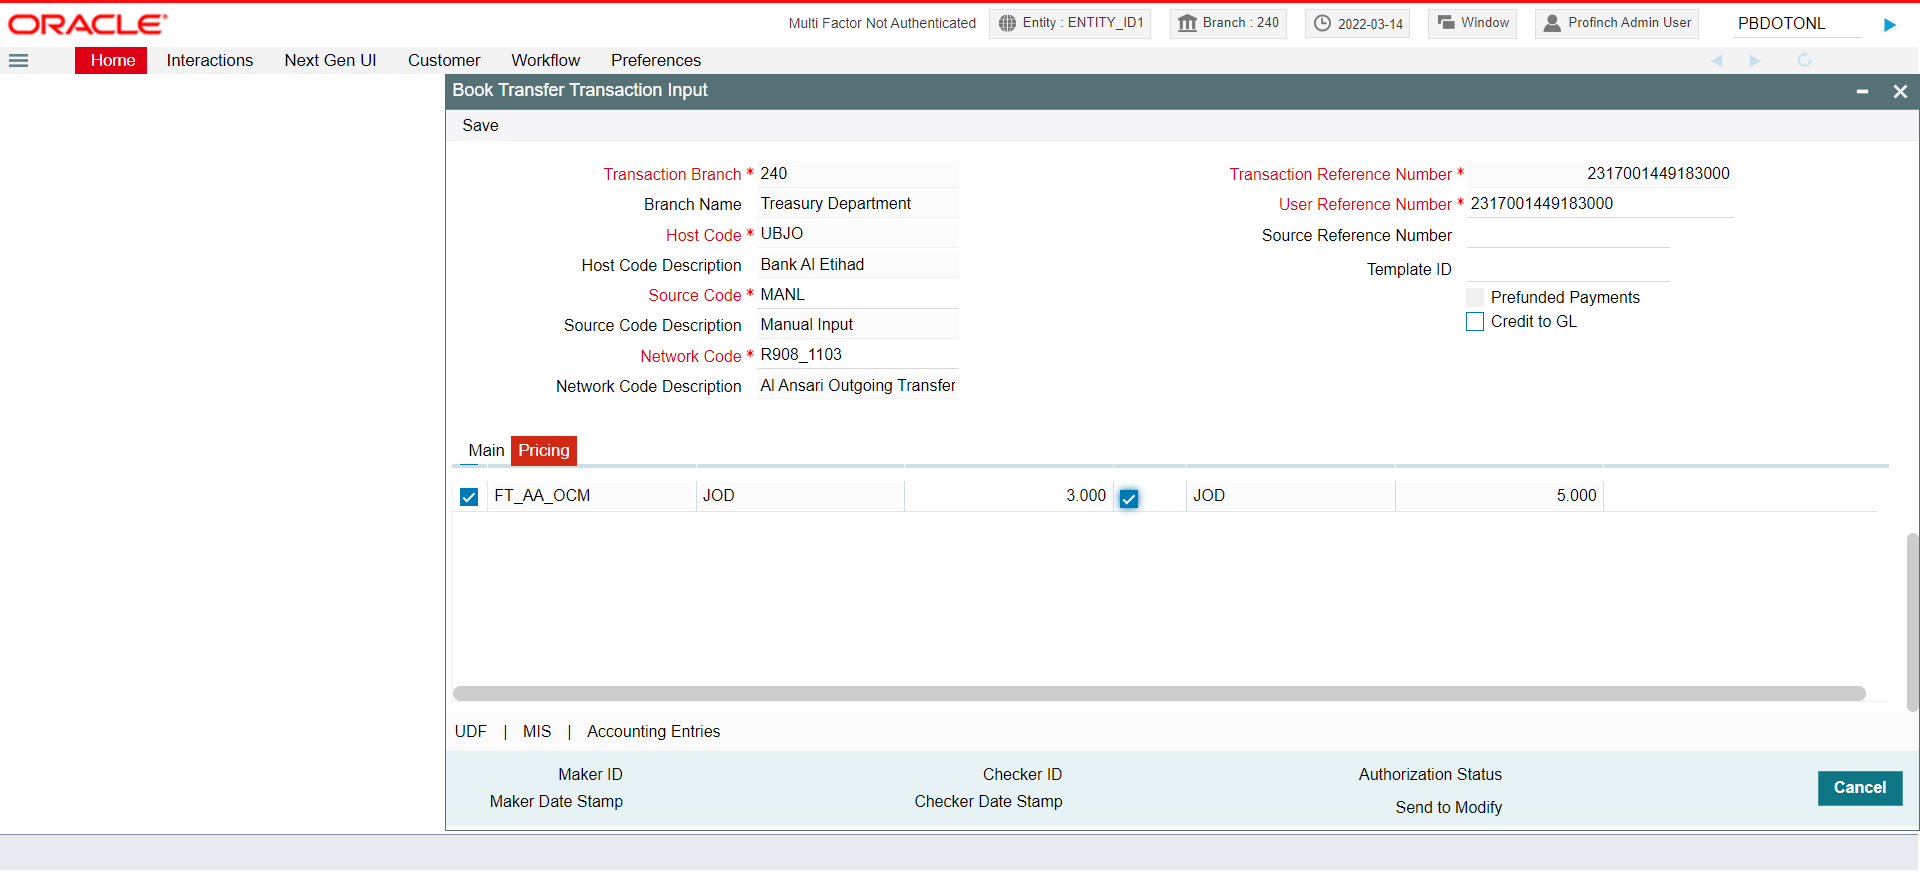 ORACLE
Multi Factor Not Authenticated
Entity : ENTITY_ID1
Branch : 240
2022-03-14
Window
Profinch Admin User
PBDOTONL
Home
Interactions
Next Gen UI
Customer
Workflow
Preferences
Book Transfer Transaction Input
Save
Transaction Branch * 240
Branch Name Treasury Department
Host Code * UBJO
Host Code Description Bank Al Etihad
Source Code * MANL
Source Code Description Manual Input
Network Code * R908_1103
Network Code Description Al Ansari Outgoing Transfer
Transaction Reference Number * 2317001449183000
User Reference Number * 2317001449183000
Source Reference Number
Template ID
Prefunded Payments
Credit to GL
Main Pricing
FT_AA_OCM JOD 3.000 JOD 5.000
UDF | MIS | Accounting Entries
Maker ID
Maker Date Stamp
Checker ID
Checker Date Stamp
Authorization Status
Send to Modify
Cancel